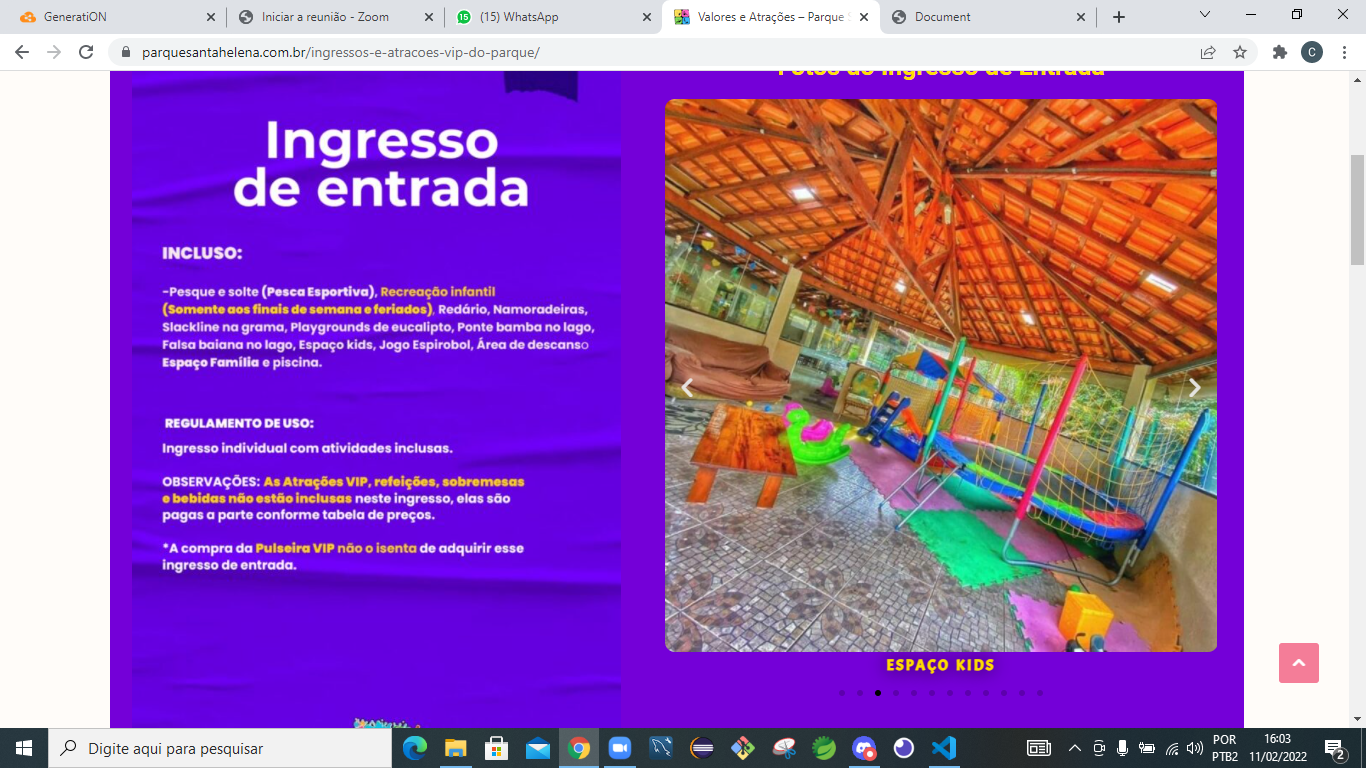 GeneratiON
Iniciar a reunião - Zoom
(15) WhatsApp
Valores e Atrações – Parque
Document
parquesantahelena.com.br/ingressos-e-atracoes-vip-do-parque/
C
Fotos do Ingresso de Entrada
Ingresso
de entrada
INCLUSO:
-Pesque e solte (Pesca Esportiva), Recreação infantil
(Somente aos finais de semana e feriados), Redário, Namoradeiras,
Slackline na grama, Playgrounds de eucalipto, Ponte bamba no lago,
Falsa baiana no lago, Espaço kids, Jogo Espirobol, Área de descanso
Espaço Família e piscina.
REGULAMENTO DE USO:
Ingresso individual com atividades inclusas.
OBSERVAÇÕES: As Atrações VIP, refeições, sobremesas
e bebidas não estão inclusas neste ingresso, elas são
pagas a parte conforme tabela de preços.
*A compra da Pulseira VIP não o isenta de adquirir esse
ingresso de entrada.
ESPAÇO KIDS
Digite aqui para pesquisar
POR
PTB2
16:03
11/02/2022
2